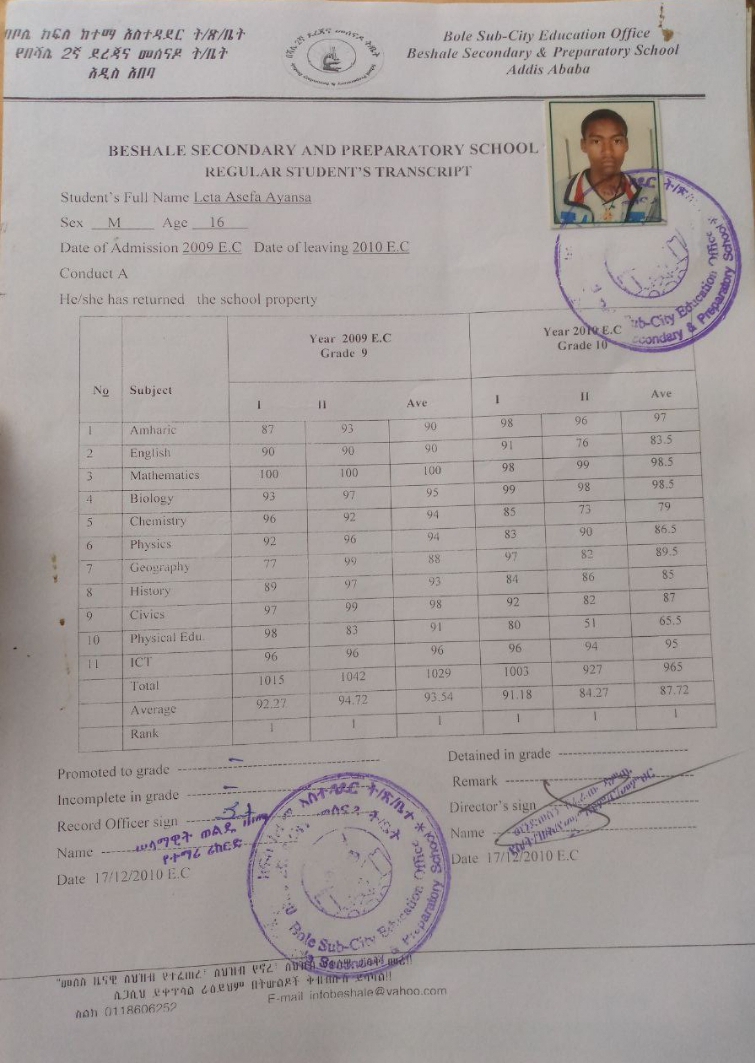 ክፍለ ከተማ አስተዳደር ት/ጽ/ቤት
የበሻሌ 2ኛ ደረጃና መሰናዶ ት/ቤት
አዲስ አበባ
Bole Sub-City Education Office
Beshale Secondary & Preparatory School
Addis Ababa
BESHALE SECONDARY AND PREPARATORY SCHOOL
REGULAR STUDENT'S TRANSCRIPT
Student's Full Name Leta Asefa Ayansa
Sex M Age 16
Date of Admission 2009 E.C Date of leaving 2010 E.C
Conduct A
He/she has returned the school property
No Subject Year 2009 E.C Grade 9 Year 2010 E.C Grade 10
I II Ave I II Ave
1 Amharic 87 93 90 98 96 97
2 English 90 90 90 91 76 83.5
3 Mathematics 100 100 100 98 99 98.5
4 Biology 93 97 95 99 98 98.5
5 Chemistry 96 92 94 85 73 79
6 Physics 92 96 94 83 90 86.5
7 Geography 77 99 88 97 82 89.5
8 History 89 97 93 84 86 85
9 Civics 97 99 98 92 82 87
10 Physical Edu. 98 83 91 80 51 65.5
11 ICT 96 96 96 96 94 95
Total 1015 1042 1029 1003 927 965
Average 92.27 94.72 93.54 91.18 84.27 87.72
Rank 1 1 1 1 1 1
Promoted to grade
Incomplete in grade
Record Officer sign
Name ሠላማዊት ወልዱ
የተማሪ ሪከርድ
Date 17/12/2010 E.C
Detained in grade
Remark
Director's sign
Name
Date 17/12/2010 E.C
አስተዳደር ት/ጽ/ቤት
Bole Sub-City Education Office
Secondary & Preparatory School
Sub-City Education Office
Secondary & Preparatory School
ስልክ 0118606252
E-mail infobeshale@yahoo.com